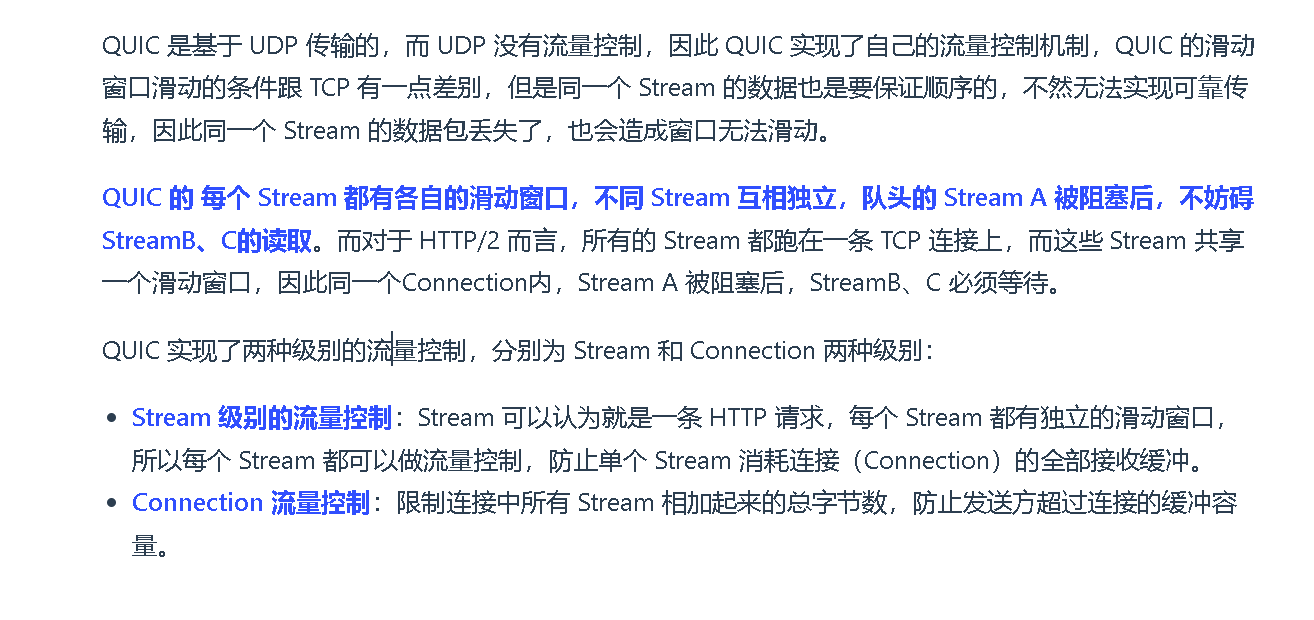 QUIC 是基于 UDP 传输的，而 UDP 没有流量控制，因此 QUIC 实现了自己的流量控制机制，QUIC 的滑动
窗口滑动的条件跟 TCP 有一点差别，但是同一个 Stream 的数据也是要保证顺序的，不然无法实现可靠传
输，因此同一个 Stream 的数据包丢失了，也会造成窗口无法滑动。
QUIC 的 每个 Stream 都有各自的滑动窗口，不同 Stream 互相独立，队头的 Stream A 被阻塞后，不妨碍
StreamB、C的读取。而对于 HTTP/2 而言，所有的 Stream 都跑在一条 TCP 连接上，而这些 Stream 共享
一个滑动窗口，因此同一个Connection内，Stream A 被阻塞后，StreamB、C 必须等待。
QUIC 实现了两种级别的流量控制，分别为 Stream 和 Connection 两种级别：
• Stream 级别的流量控制：Stream 可以认为就是一条 HTTP 请求，每个 Stream 都有独立的滑动窗口，
所以每个 Stream 都可以做流量控制，防止单个 Stream 消耗连接（Connection）的全部接收缓冲。
• Connection 流量控制：限制连接中所有 Stream 相加起来的总字节数，防止发送方超过连接的缓冲容
量。